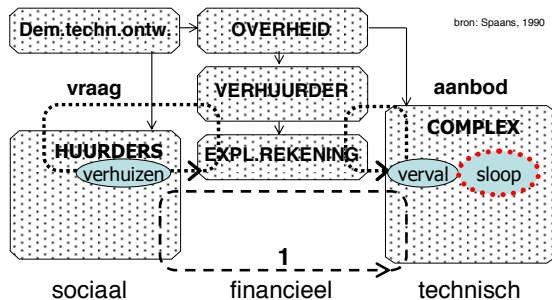 bron: Spaans, 1990
Dem.techn.ontw.
OVERHEID
vraag
VERHUURDER
aanbod
HUURDERS
EXPL.REKENING
COMPLEX
verhuizen
verval
sloop
1
sociaal
financieel
technisch